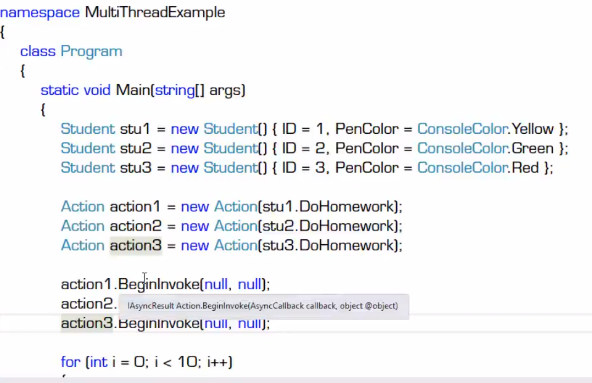 namespace MultiThreadExample
{
class Program
{
static void Main(string[] args)
{
Student stu1 = new Student() { ID = 1, PenColor = ConsoleColor.Yellow };
Student stu2 = new Student() { ID = 2, PenColor = ConsoleColor.Green };
Student stu3 = new Student() { ID = 3, PenColor = ConsoleColor.Red };
Action action1 = new Action(stu1.DoHomework);
Action action2 = new Action(stu2.DoHomework);
Action action3 = new Action(stu3.DoHomework);
action1.BeginInvoke(null, null);
action2.
IAsyncResult Action.BeginInvoke(AsyncCallback callback, object @object)
action3.BeginInvoke(null, null);
for (int i = 0; i < 10; i++)